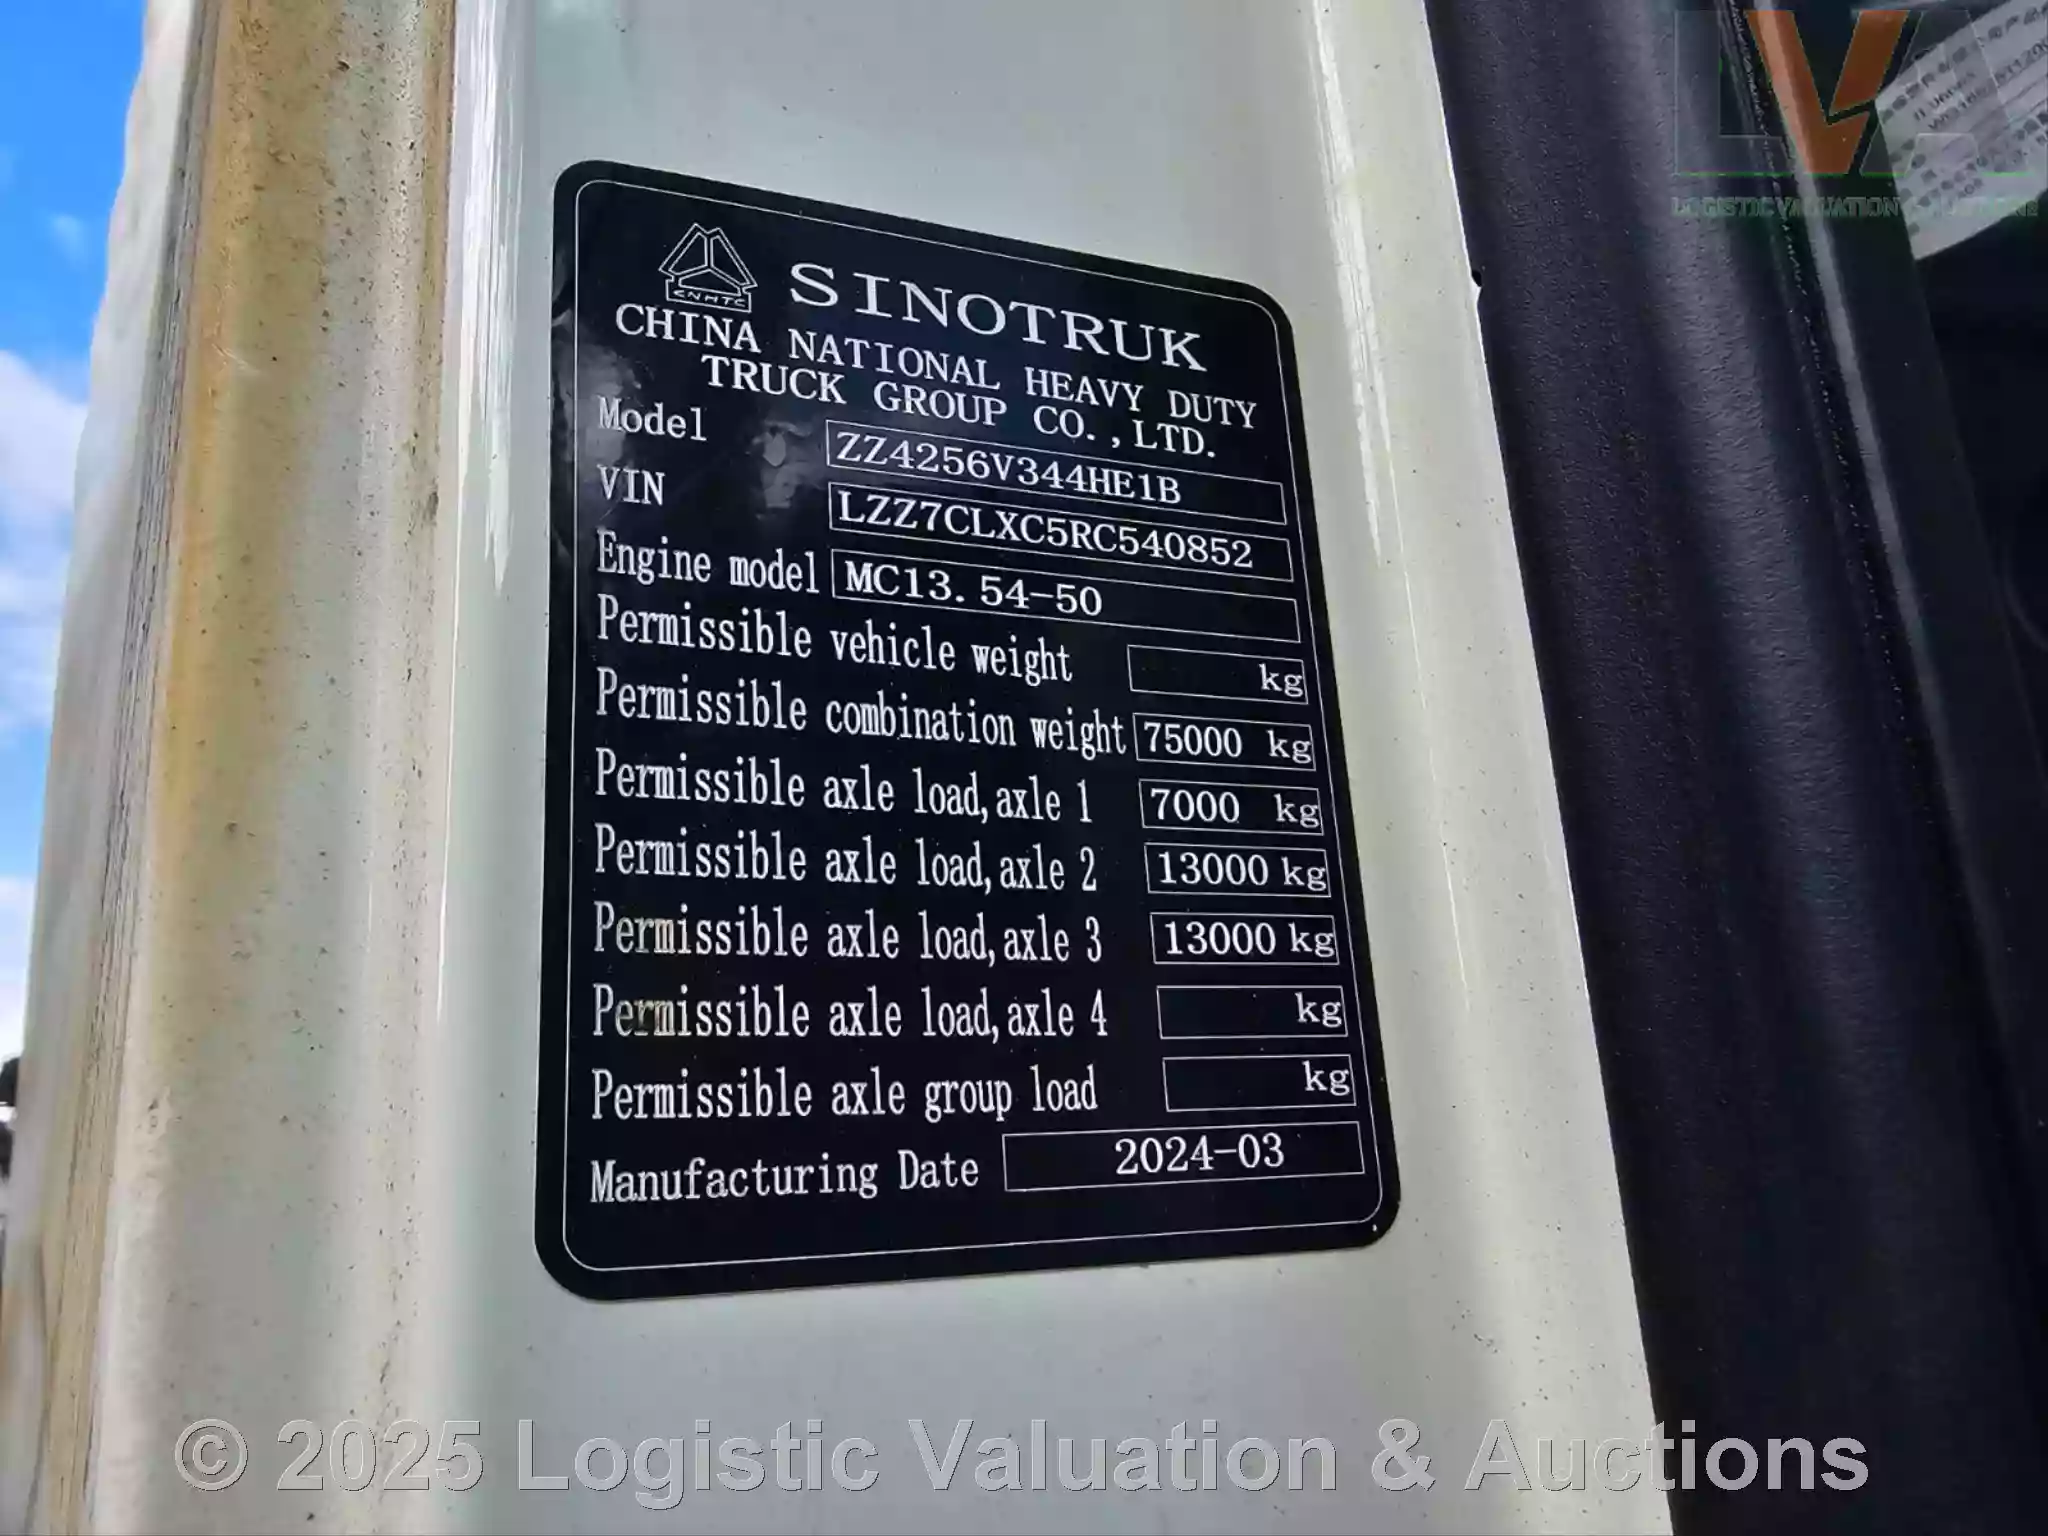 CNHTC
SINOTRUK
CHINA NATIONAL HEAVY DUTY
TRUCK GROUP CO.,LTD.
Model ZZ4256V344HE1B
VIN LZZ7CLXC5RC540852
Engine model MC13.54-50
Permissible vehicle weight kg
Permissible combination weight 75000 kg
Permissible axle load, axle 1 7000 kg
Permissible axle load, axle 2 13000 kg
Permissible axle load, axle 3 13000 kg
Permissible axle load, axle 4 kg
Permissible axle group load kg
Manufacturing Date 2024-03
LVA
LOGISTIC VALUATION & AUCTIONS
© 2025 Logistic Valuation & Auctions